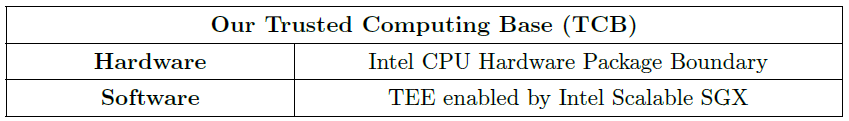 Our Trusted Computing Base (TCB)
Hardware Intel CPU Hardware Package Boundary
Software TEE enabled by Intel Scalable SGX